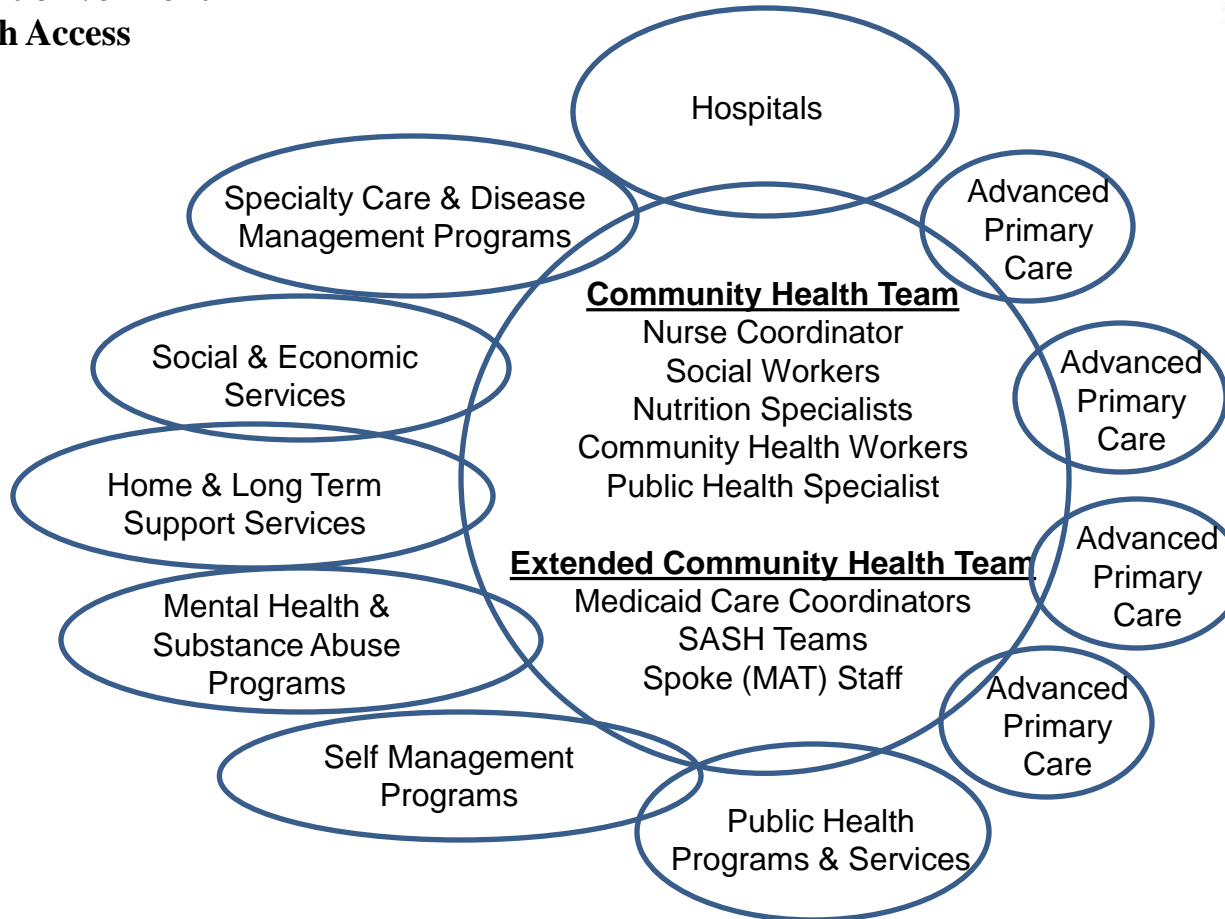 h Access
Hospitals
Specialty Care & Disease
Management Programs
Advanced
Primary
Care
Community Health Team
Nurse Coordinator
Social Workers
Nutrition Specialists
Community Health Workers
Public Health Specialist
Social & Economic
Services
Advanced
Primary
Care
Home & Long Term
Support Services
Extended Community Health Team
Medicaid Care Coordinators
SASH Teams
Spoke (MAT) Staff
Advanced
Primary
Care
Mental Health &
Substance Abuse
Programs
Advanced
Primary
Care
Self Management
Programs
Public Health
Programs & Services